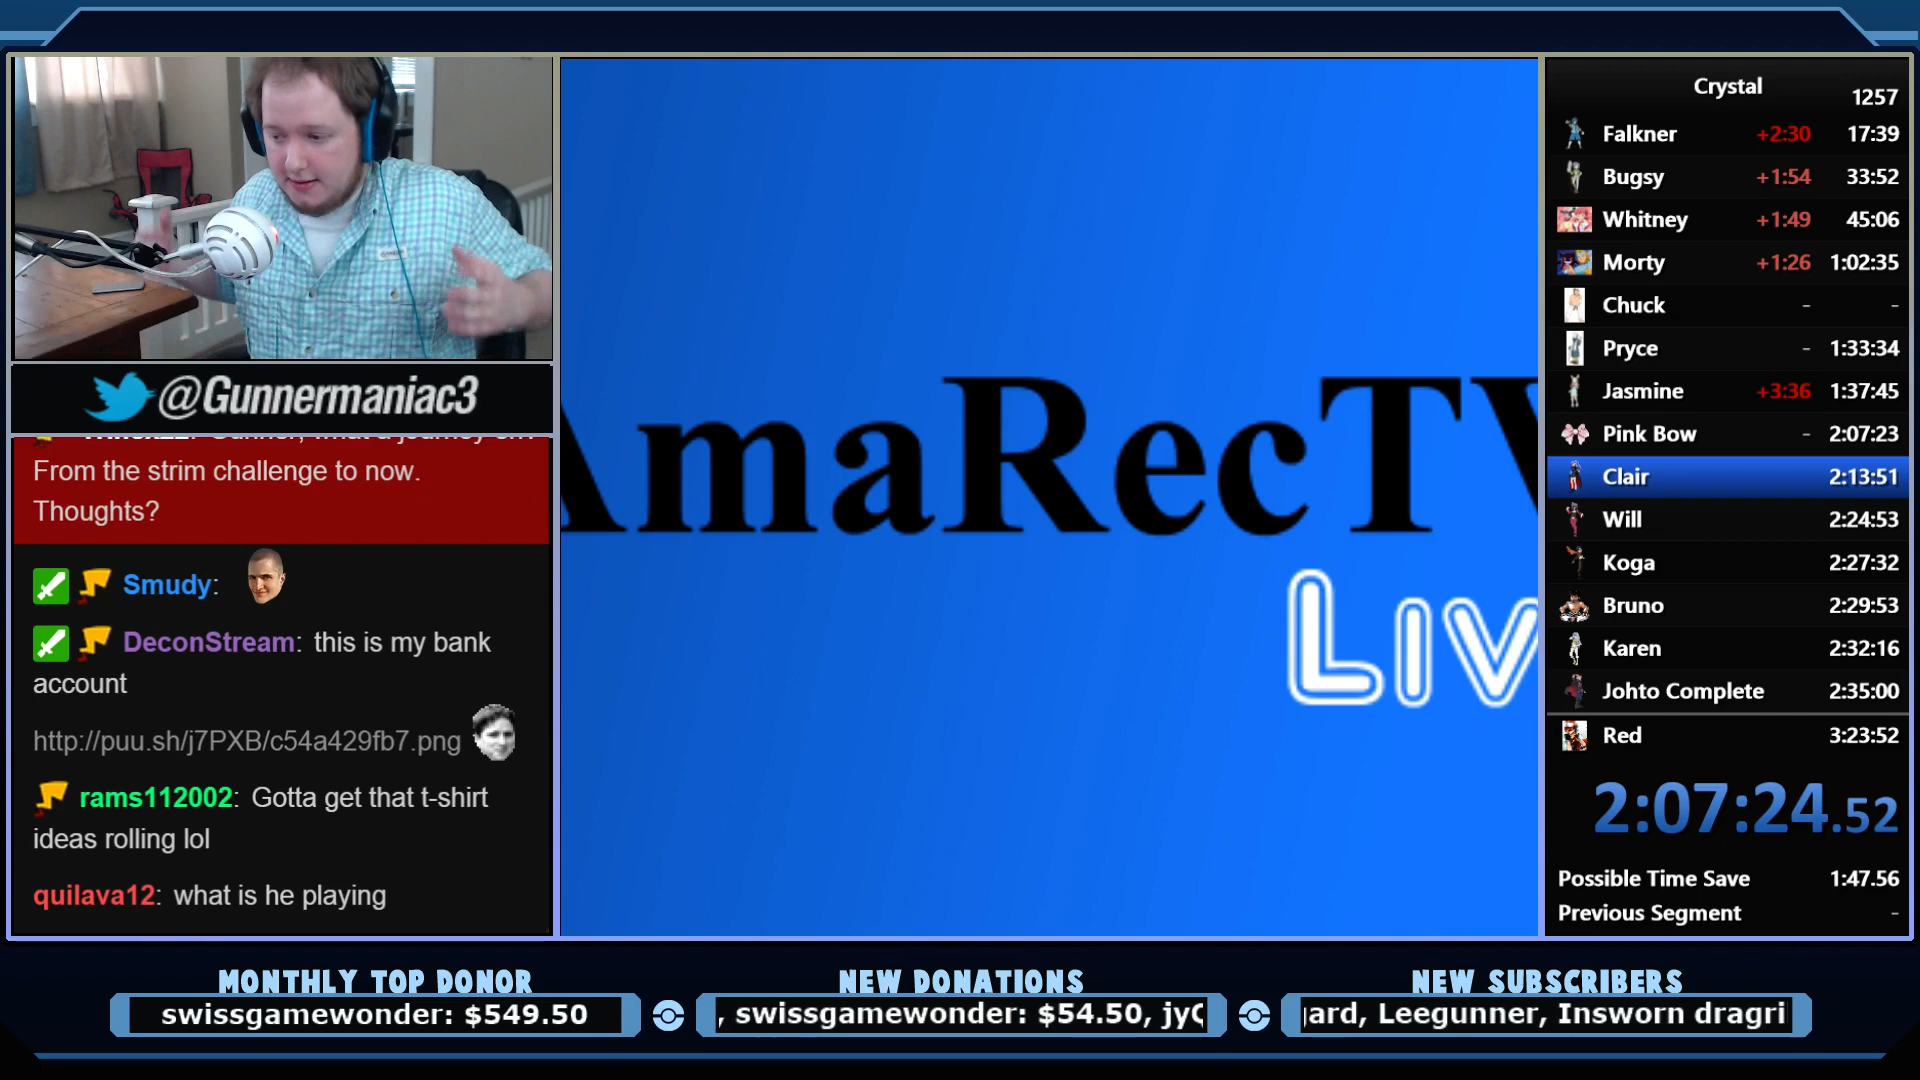 @Gunnermaniac3
From the strim challenge to now.
Thoughts?
Smudy:
DeconStream: this is my bank
account
http://puu.sh/j7PXB/c54a429fb7.png
rams112002: Gotta get that t-shirt
ideas rolling lol
quilava12: what is he playing
AmaRecTV
Liv
Crystal
1257
Falkner +2:30 17:39
Bugsy +1:54 33:52
Whitney +1:49 45:06
Morty +1:26 1:02:35
Chuck - -
Pryce - 1:33:34
Jasmine +3:36 1:37:45
Pink Bow - 2:07:23
Clair 2:13:51
Will 2:24:53
Koga 2:27:32
Bruno 2:29:53
Karen 2:32:16
Johto Complete 2:35:00
Red 3:23:52
2:07:24.52
Possible Time Save 1:47.56
Previous Segment -
MONTHLY TOP DONOR
swissgamewonder: $549.50
NEW DONATIONS
, swissgamewonder: $54.50, jy
NEW SUBSCRIBERS
ard, Leegunner, Insworn dragri